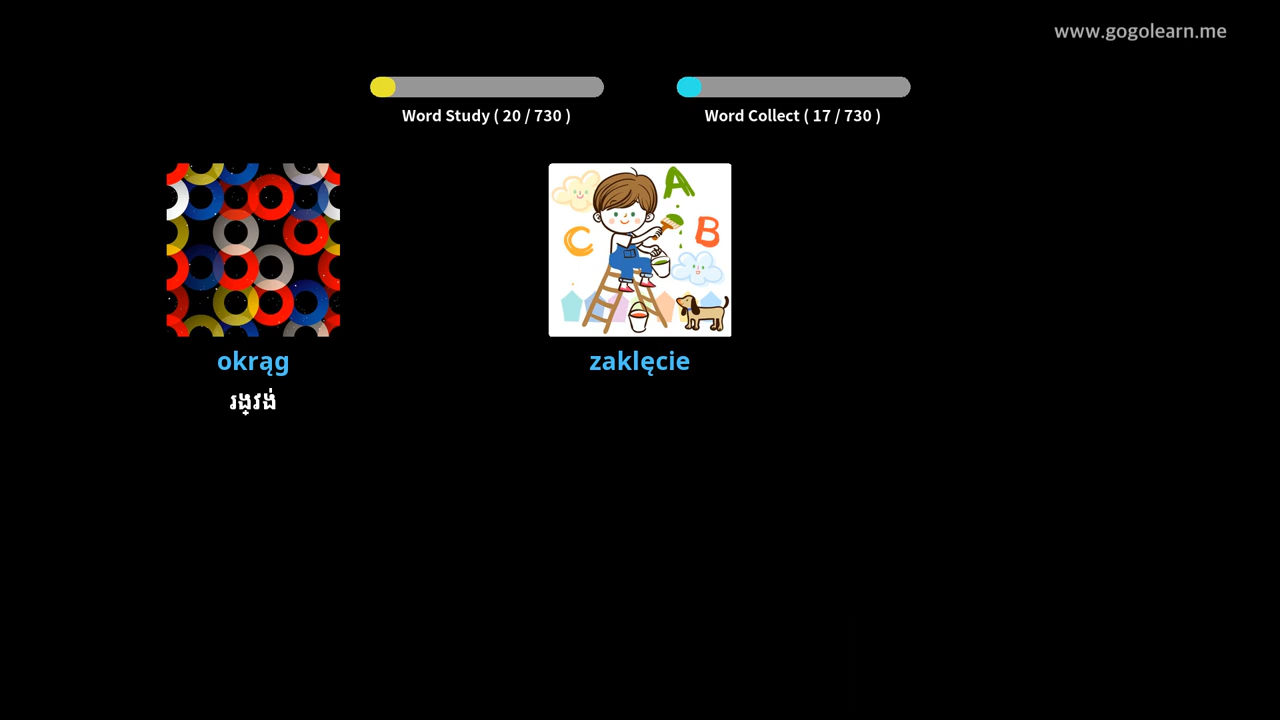 www.gogolearn.me
Word Study ( 20 / 730 )
Word Collect ( 17 / 730 )
A
B
C
okrąg
zaklęcie
រង្វង់